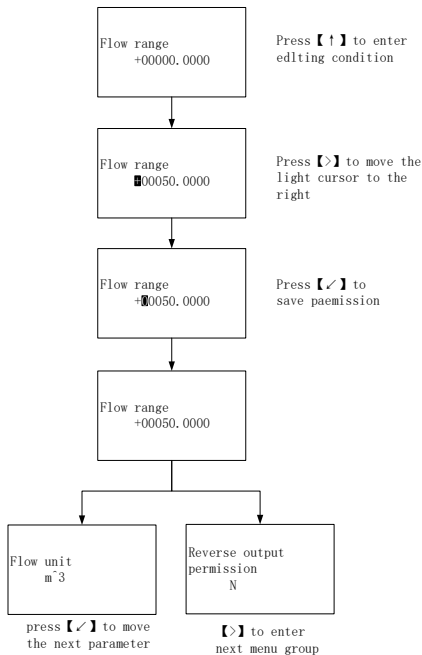 Flow range
+00000.0000
Press【↑】to enter
edlting condition
Flow range
+00050.0000
Press【>】to move the
light cursor to the
right
Flow range
+00050.0000
Press【↙】to
save paemission
Flow range
+00050.0000
Flow unit
m^3
Reverse output
permission
N
press【↙】to move
the next parameter
【>】to enter
next menu group